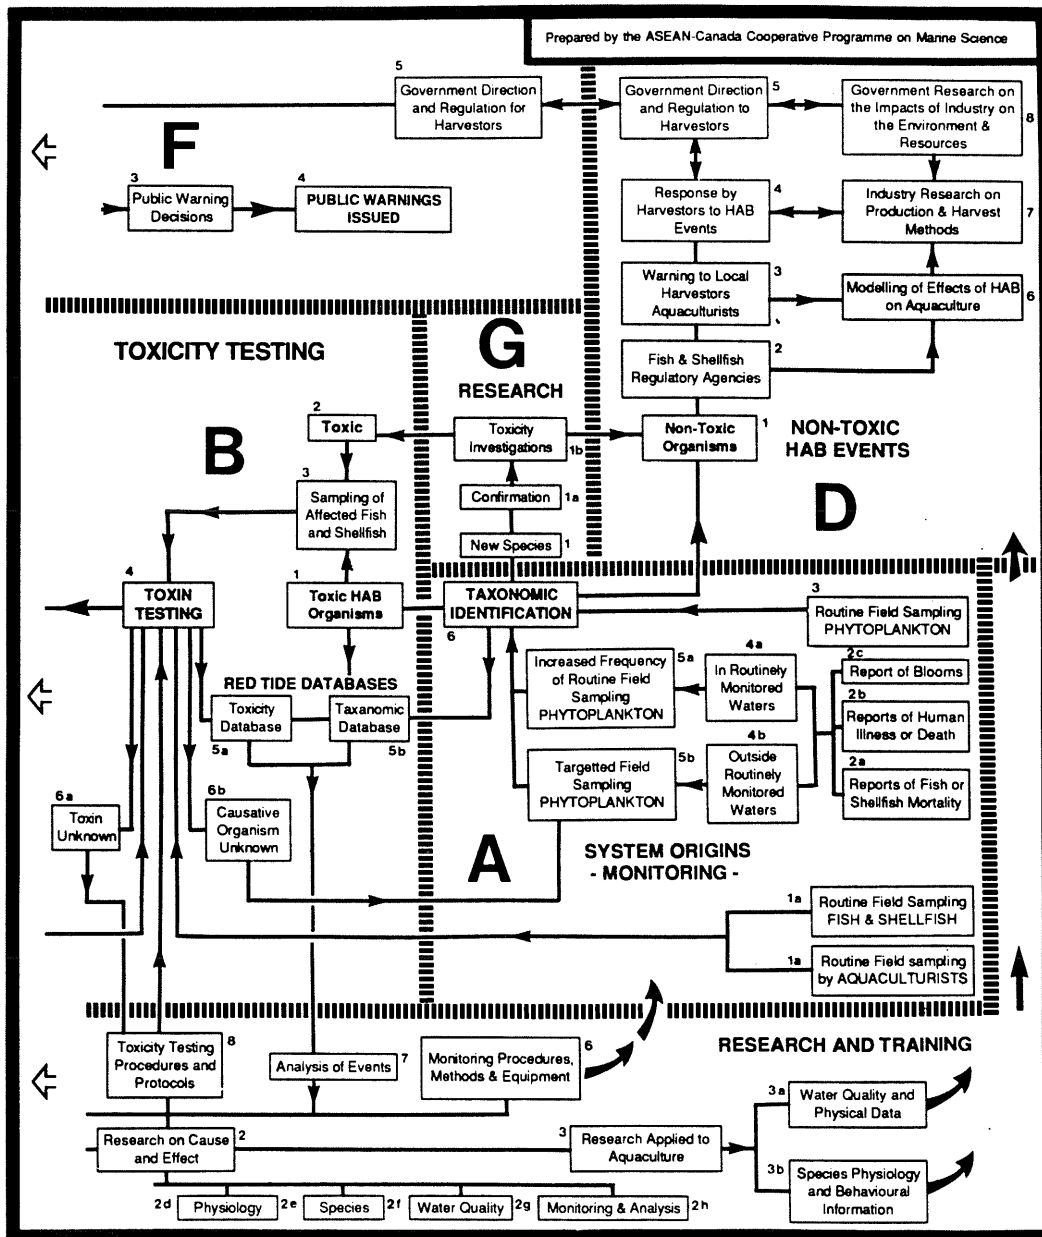 Prepared by the ASEAN-Canada Cooperative Programme on Marine Science
5
Government Direction
and Regulation for
Harvestors
Government Direction
and Regulation to
Harvestors
5
Government Research on
the Impacts of Industry on
the Environment &
Resources
8
F
3
Public Warning
Decisions
4
PUBLIC WARNINGS
ISSUED
Response by
Harvestors to HAB
Events
4
Industry Research on
Production & Harvest
Methods
7
Warning to Local
Harvestors
Aquaculturists
3
Modelling of Effects of HAB
on Aquaculture
6
Fish & Shellfish
Regulatory Agencies
2
TOXICITY TESTING
G
RESEARCH
2
Toxic
Toxicity
Investigations
1b
Non-Toxic
Organisms
1
NON-TOXIC
HAB EVENTS
B
3
Sampling of
Affected Fish
and Shellfish
Confirmation
1a
New Species
1
D
4
TOXIN
TESTING
1
Toxic HAB
Organisms
TAXONOMIC
IDENTIFICATION
6
3
Routine Field Sampling
PHYTOPLANKTON
Increased Frequency
of Routine Field
Sampling
PHYTOPLANKTON
5a
4a
In Routinely
Monitored
Waters
2c
Report of Blooms
2b
Reports of Human
Illness or Death
2a
Reports of Fish or
Shellfish Mortality
RED TIDE DATABASES
Toxicity
Database
5a
Taxanomic
Database
5b
Targetted Field
Sampling
PHYTOPLANKTON
5b
4b
Outside
Routinely
Monitored
Waters
6a
Toxin
Unknown
6b
Causative
Organism
Unknown
A
SYSTEM ORIGINS
- MONITORING -
1a
Routine Field Sampling
FISH & SHELLFISH
1a
Routine Field sampling
by AQUACULTURISTS
Toxicity Testing
Procedures and
Protocols
8
Analysis of Events
7
Monitoring Procedures,
Methods & Equipment
6
RESEARCH AND TRAINING
3a
Water Quality and
Physical Data
Research on Cause
and Effect
2
3
Research Applied to
Aquaculture
3b
Species Physiology
and Behavioural
Information
2d
Physiology
2e
Species
2f
Water Quality
2g
Monitoring & Analysis
2h